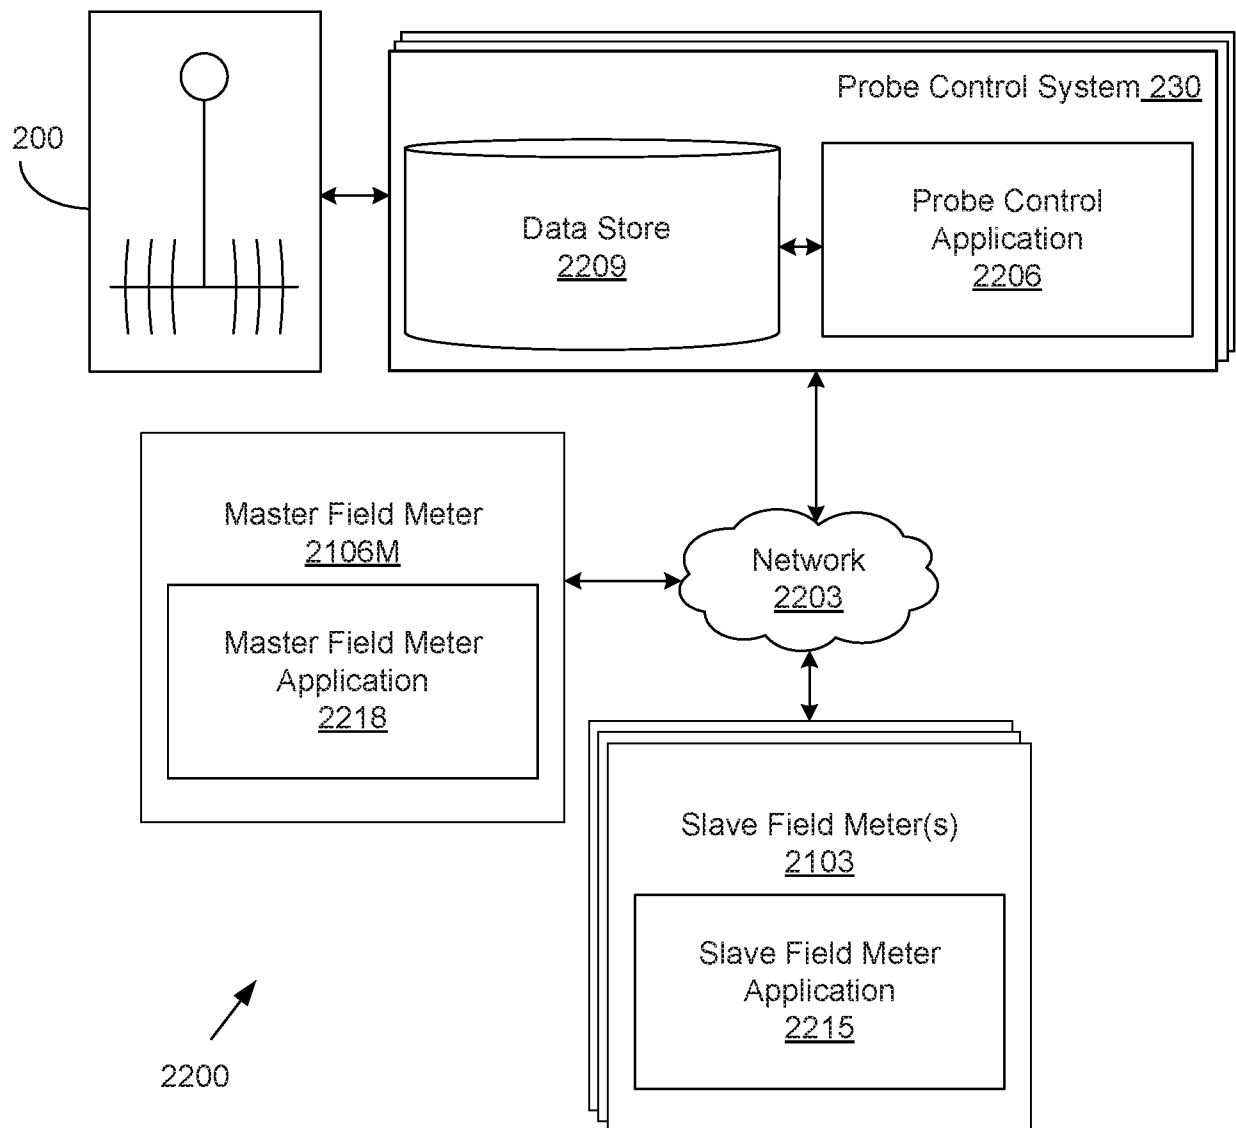 Probe Control System 230
200
Data Store
2209
Probe Control
Application
2206
Master Field Meter
2106M
Master Field Meter
Application
2218
Network
2203
Slave Field Meter(s)
2103
Slave Field Meter
Application
2215
2200